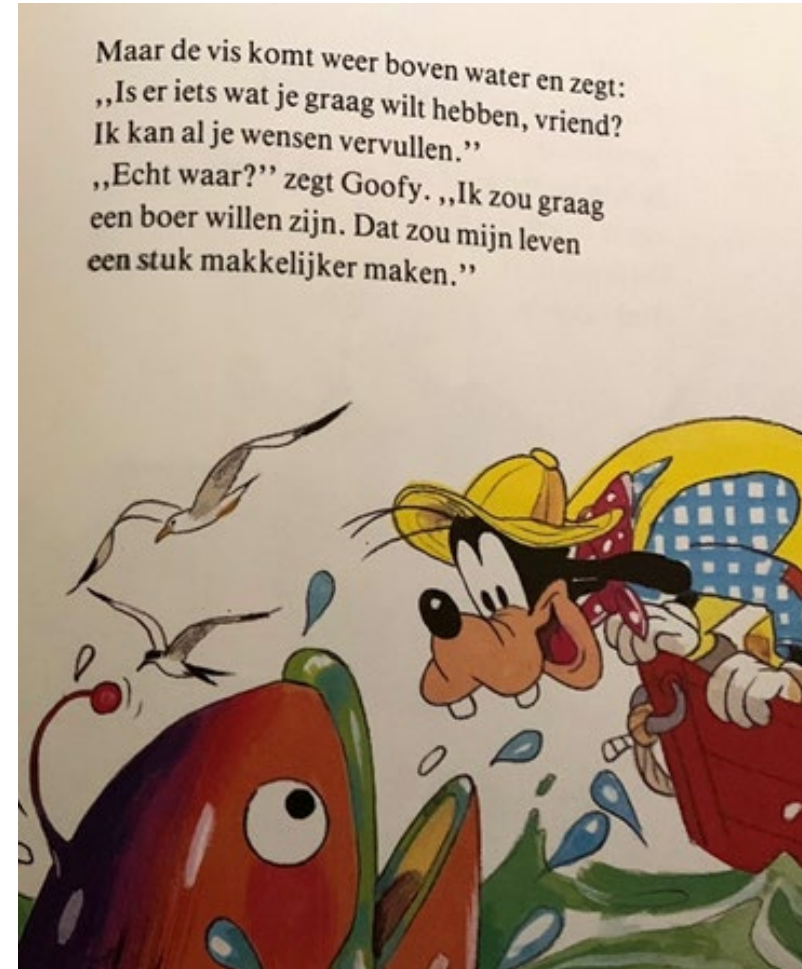 Maar de vis komt weer boven water en zegt:
,,Is er iets wat je graag wilt hebben, vriend?
Ik kan al je wensen vervullen.’’
,,Echt waar?’’ zegt Goofy. ,,Ik zou graag
een boer willen zijn. Dat zou mijn leven
een stuk makkelijker maken.’’